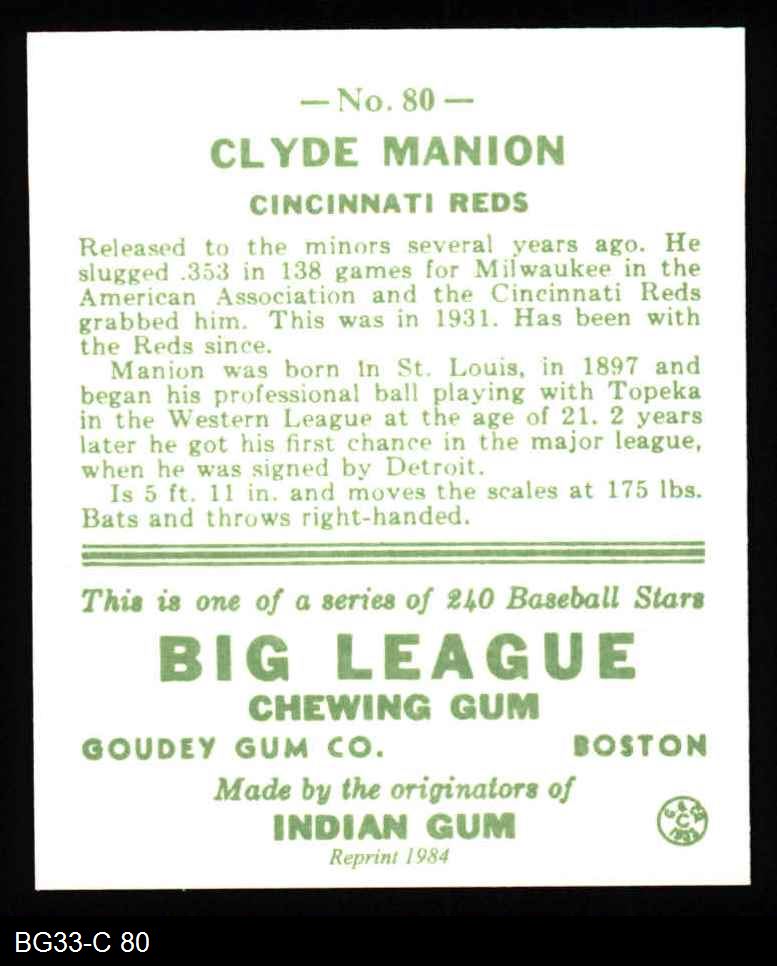 — No. 80 —
CLYDE MANION
CINCINNATI REDS
Released to the minors several years ago. He
slugged .353 in 138 games for Milwaukee in the
American Association and the Cincinnati Reds
grabbed him. This was in 1931. Has been with
the Reds since.
Manion was born in St. Louis, in 1897 and
began his professional ball playing with Topeka
in the Western League at the age of 21. 2 years
later he got his first chance in the major league,
when he was signed by Detroit.
Is 5 ft. 11 in. and moves the scales at 175 lbs.
Bats and throws right-handed.
This is one of a series of 240 Baseball Stars
BIG LEAGUE
CHEWING GUM
GOUDEY GUM CO. BOSTON
Made by the originators of
INDIAN GUM
Reprint 1984
BG33-C 80